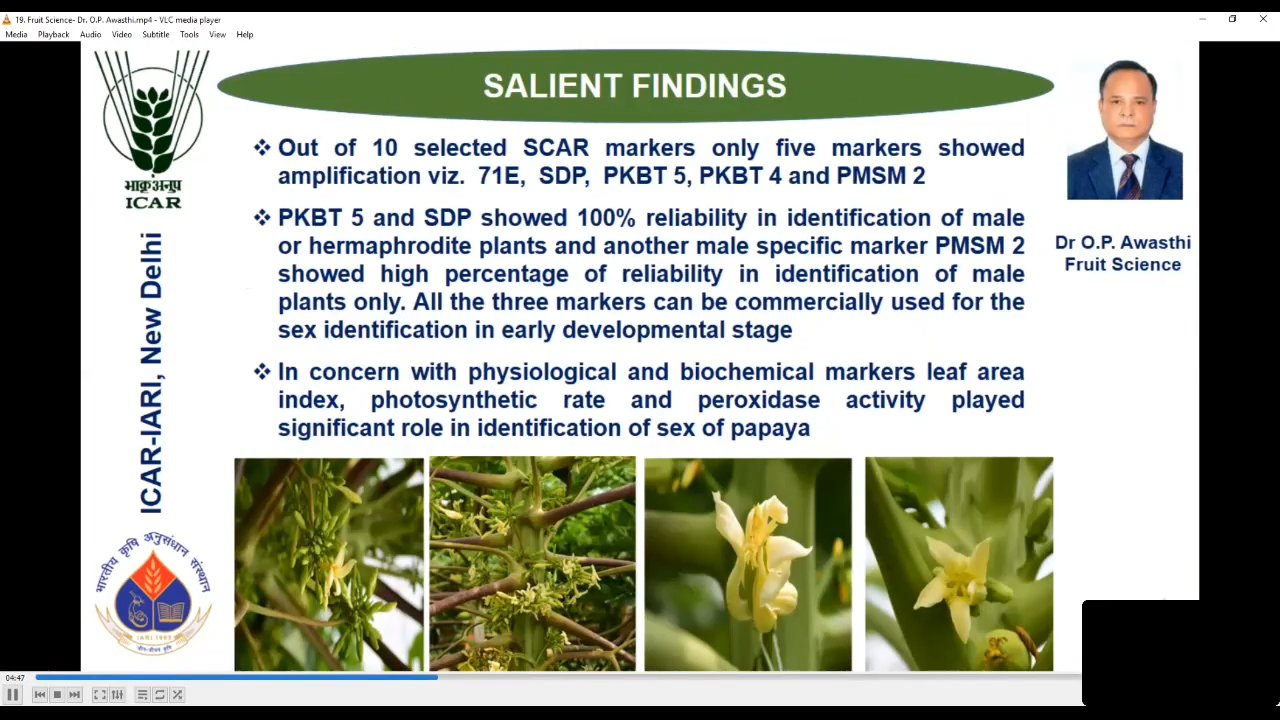 19. Fruit Science- Dr. O.P. Awasthi.mp4 - VLC media player
Media Playback Audio Video Subtitle Tools View Help
SALIENT FINDINGS
भाकृअनुप
ICAR
ICAR-IARI, New Delhi
भारतीय कृषि अनुसंधान संस्थान
❖ Out of 10 selected SCAR markers only five markers showed
amplification viz. 71E, SDP, PKBT 5, PKBT 4 and PMSM 2
❖ PKBT 5 and SDP showed 100% reliability in identification of male
or hermaphrodite plants and another male specific marker PMSM 2
showed high percentage of reliability in identification of male
plants only. All the three markers can be commercially used for the
sex identification in early developmental stage
❖ In concern with physiological and biochemical markers leaf area
index, photosynthetic rate and peroxidase activity played
significant role in identification of sex of papaya
Dr O.P. Awasthi
Fruit Science
04:47